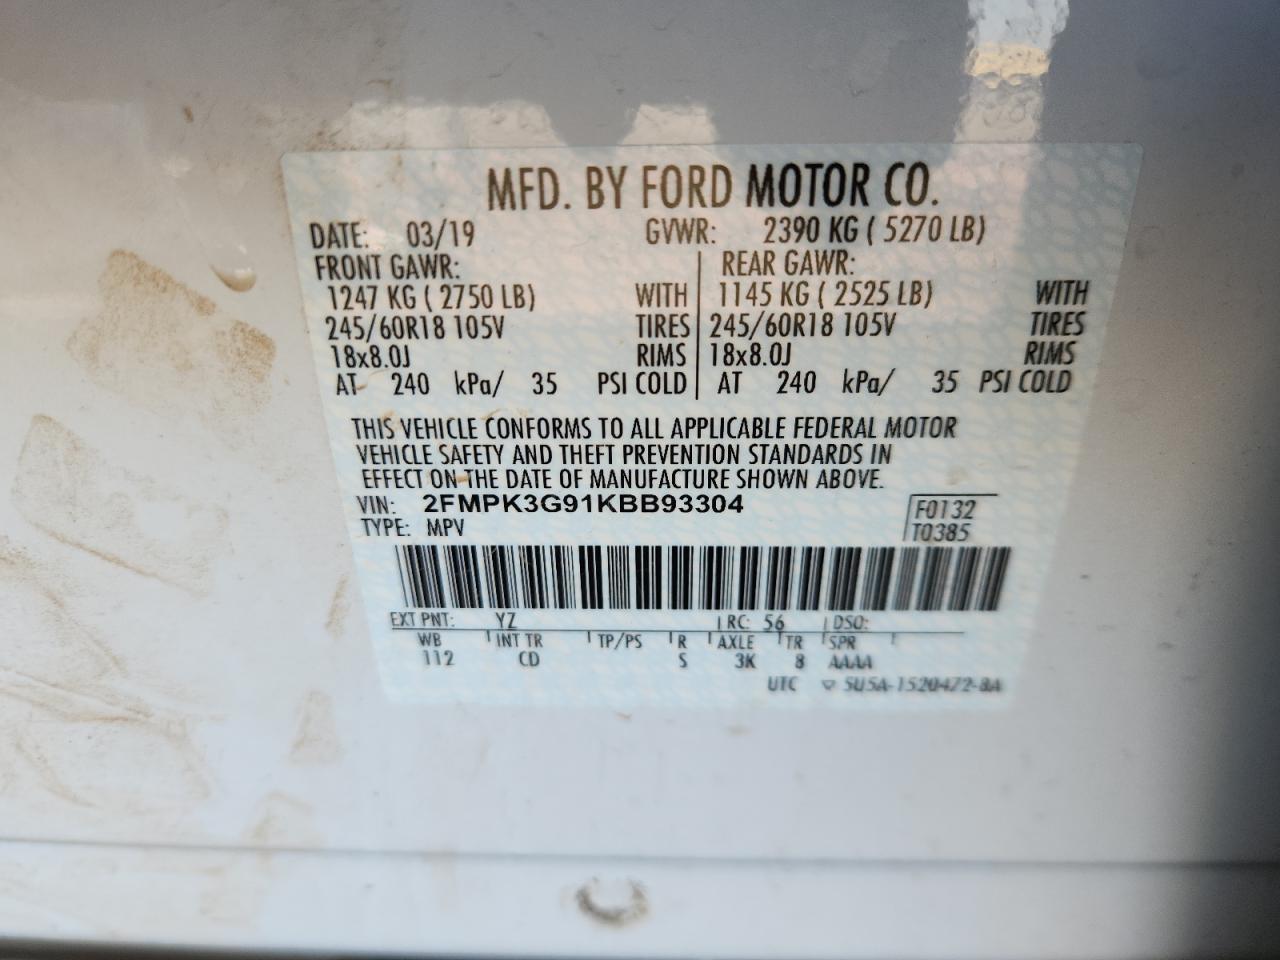 MFD. BY FORD MOTOR CO.
DATE: 03/19 GVWR: 2390 KG ( 5270 LB)
FRONT GAWR: REAR GAWR:
1247 KG ( 2750 LB) WITH 1145 KG ( 2525 LB) WITH
245/60R18 105V TIRES 245/60R18 105V TIRES
18x8.0J RIMS 18x8.0J RIMS
AT 240 kPa/ 35 PSI COLD AT 240 kPa/ 35 PSI COLD
THIS VEHICLE CONFORMS TO ALL APPLICABLE FEDERAL MOTOR
VEHICLE SAFETY AND THEFT PREVENTION STANDARDS IN
EFFECT ON THE DATE OF MANUFACTURE SHOWN ABOVE.
VIN: 2FMPK3G91KBB93304 F0132
TYPE: MPV T0385
EXT PNT: YZ RC: 56 DSO:
WB INT TR TP/PS R AXLE TR SPR
112 CD S 3K 8 AAAA
UTC ▽ 5U5A-1520472-BA